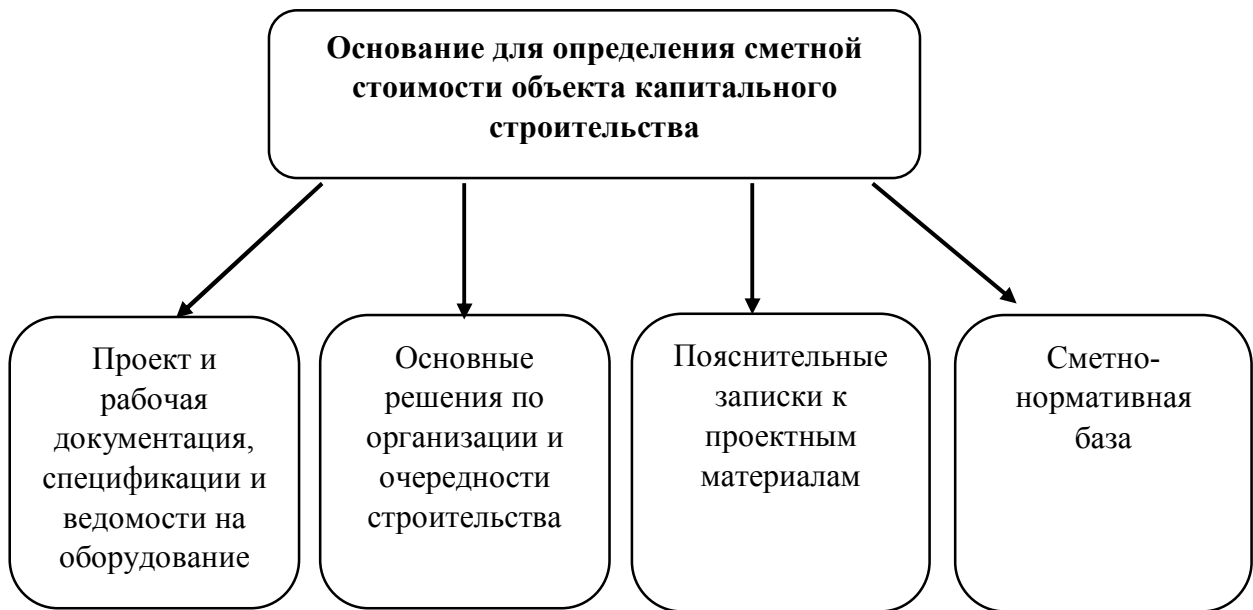 Основание для определения сметной
стоимости объекта капитального
строительства
Проект и
рабочая
документация,
спецификации и
ведомости на
оборудование
Основные
решения по
организации и
очередности
строительства
Пояснительные
записки к
проектным
материалам
Сметно-
нормативная
база